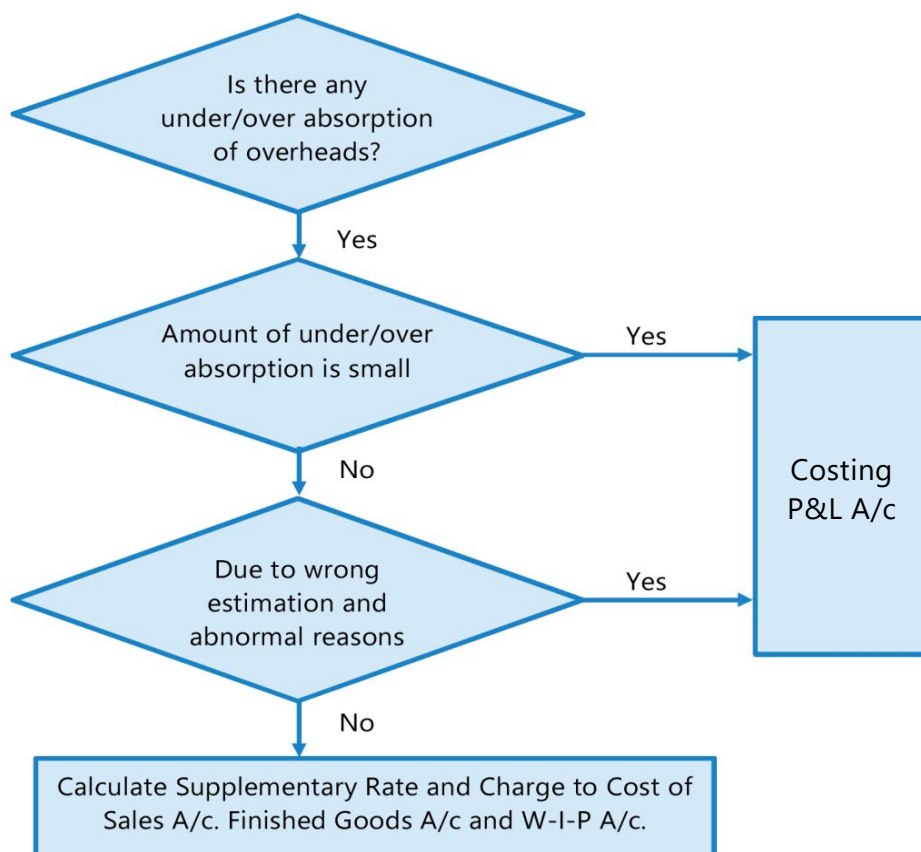 Is there any
under/over absorption
of overheads?
Yes
Amount of under/over
absorption is small
Yes
No
Costing
P&L A/c
Due to wrong
estimation and
abnormal reasons
Yes
No
Calculate Supplementary Rate and Charge to Cost of
Sales A/c. Finished Goods A/c and W-I-P A/c.